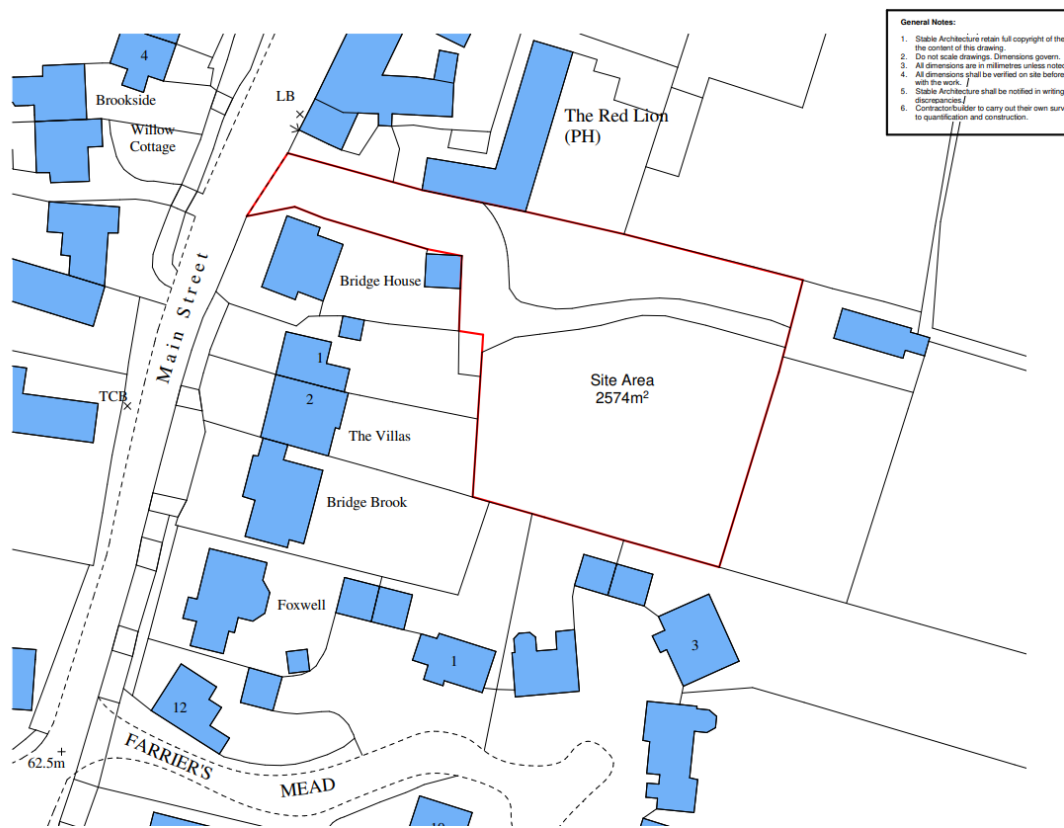 General Notes:
1. Stable Architecture retain full copyright of the
the content of this drawing.
2. Do not scale drawings. Dimensions govern.
3. All dimensions are in millimetres unless noted
4. All dimensions shall be verified on site before
with the work.
5. Stable Architecture shall be notified in writing
discrepancies.
6. Contractor/builder to carry out their own surv
to quantification and construction.
4
Brookside
Willow
Cottage
LB
The Red Lion
(PH)
Main Street
Bridge House
1
2
TCB
The Villas
Site Area
2574m²
Bridge Brook
Foxwell
1
3
12
FARRIER'S
MEAD
62.5m